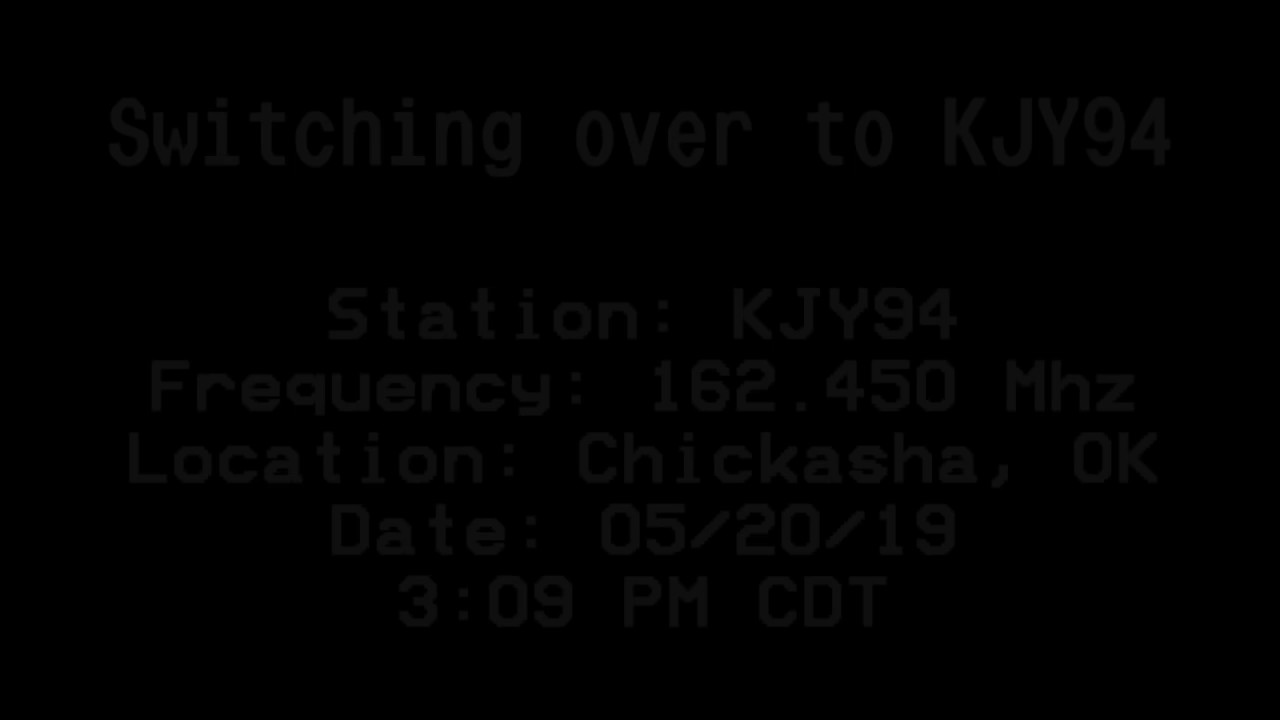 Switching over to KJY94
Station: KJY94
Frequency: 162.450 Mhz
Location: Chickasha, OK
Date: 05/20/19
3:09 PM CDT